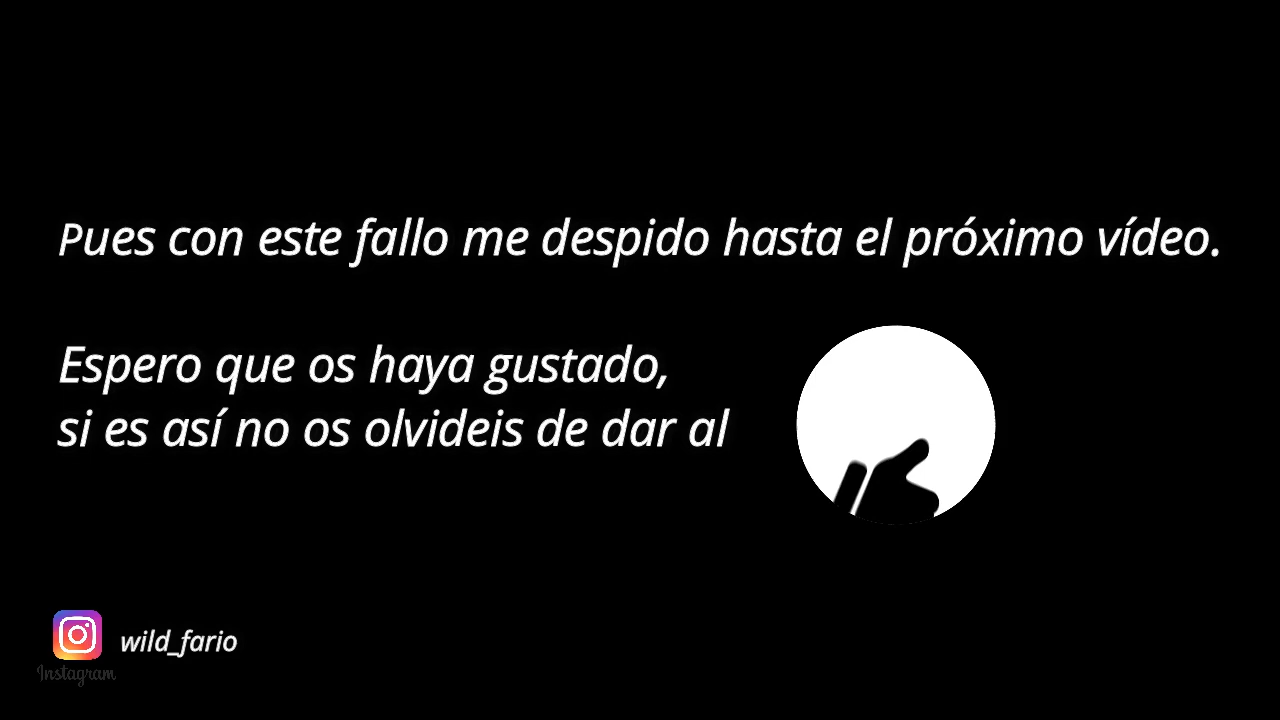 Pues con este fallo me despido hasta el próximo vídeo.
Espero que os haya gustado,
si es así no os olvideis de dar al
wild_fario
Instagram